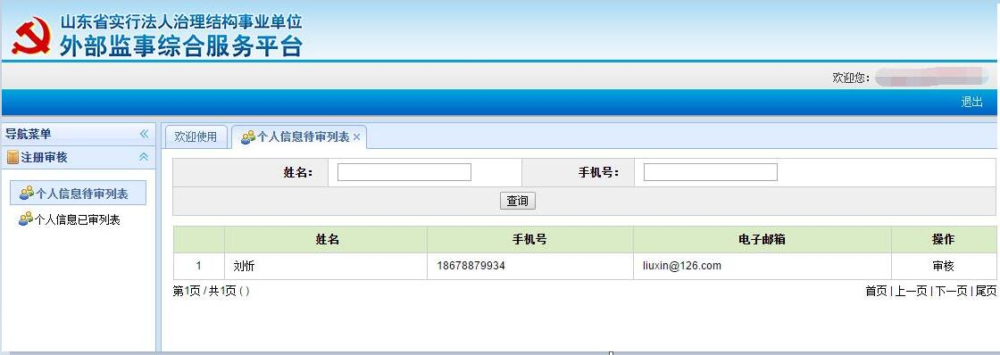 山东省实行法人治理结构事业单位
外部监事综合服务平台
欢迎您：
退出
导航菜单
注册审核
个人信息待审列表
个人信息已审列表
欢迎使用 个人信息待审列表
姓名： 手机号：
查询
姓名 手机号 电子邮箱 操作
1 刘忻 18678879934 liuxin@126.com 审核
第1页 / 共1页 ( ) 首页 | 上一页 | 下一页 | 尾页